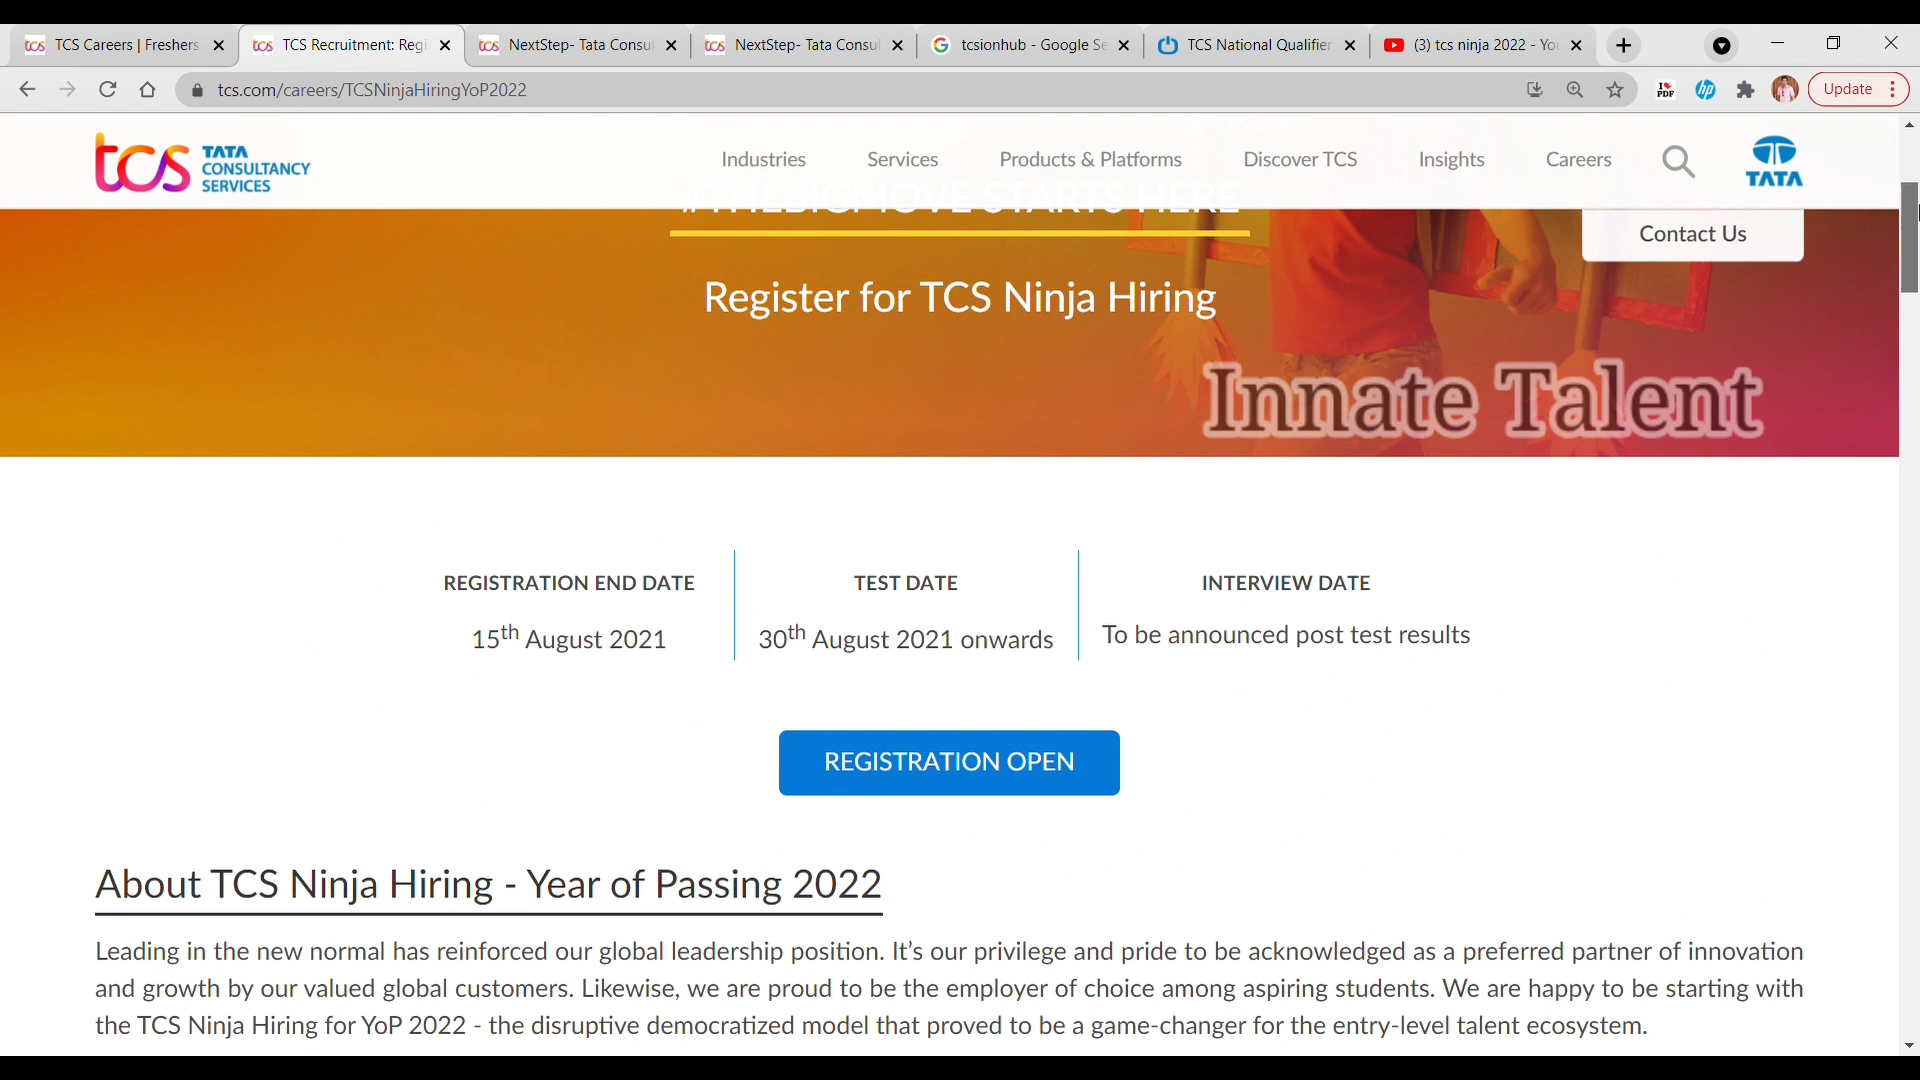 TCS Careers | Freshers
TCS Recruitment: Regi
NextStep- Tata Consul
NextStep- Tata Consul
tcsionhub - Google Se
TCS National Qualifier
(3) tcs ninja 2022 - You
tcs.com/careers/TCSNinjaHiringYoP2022
I PDF
hp
Update
tcs TATA CONSULTANCY SERVICES
Industries
Services
Products & Platforms
Discover TCS
Insights
Careers
TATA
#THEBIGMOVE STARTS HERE
Contact Us
Register for TCS Ninja Hiring
Innate Talent
REGISTRATION END DATE
15th August 2021
TEST DATE
30th August 2021 onwards
INTERVIEW DATE
To be announced post test results
REGISTRATION OPEN
About TCS Ninja Hiring - Year of Passing 2022
Leading in the new normal has reinforced our global leadership position. It’s our privilege and pride to be acknowledged as a preferred partner of innovation
and growth by our valued global customers. Likewise, we are proud to be the employer of choice among aspiring students. We are happy to be starting with
the TCS Ninja Hiring for YoP 2022 - the disruptive democratized model that proved to be a game-changer for the entry-level talent ecosystem.